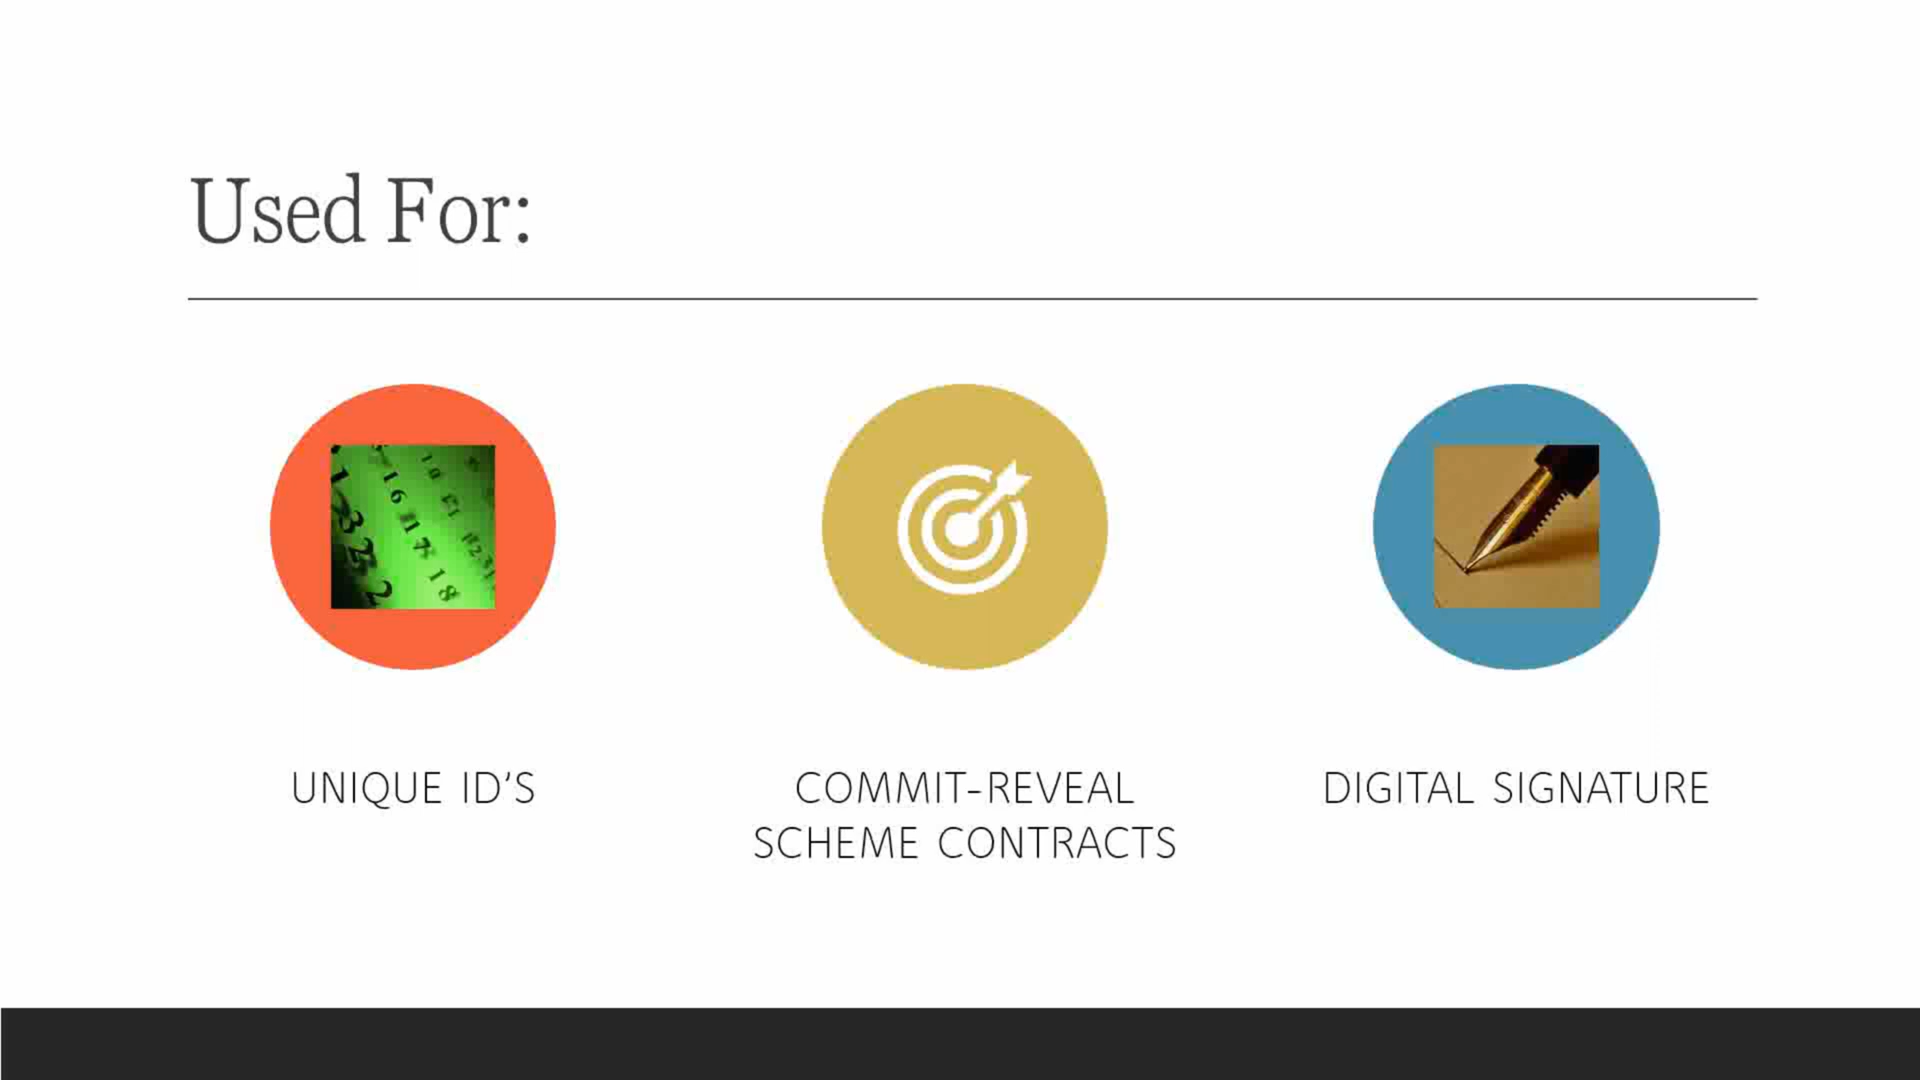 Used For:
UNIQUE ID’S
COMMIT-REVEAL
SCHEME CONTRACTS
DIGITAL SIGNATURE